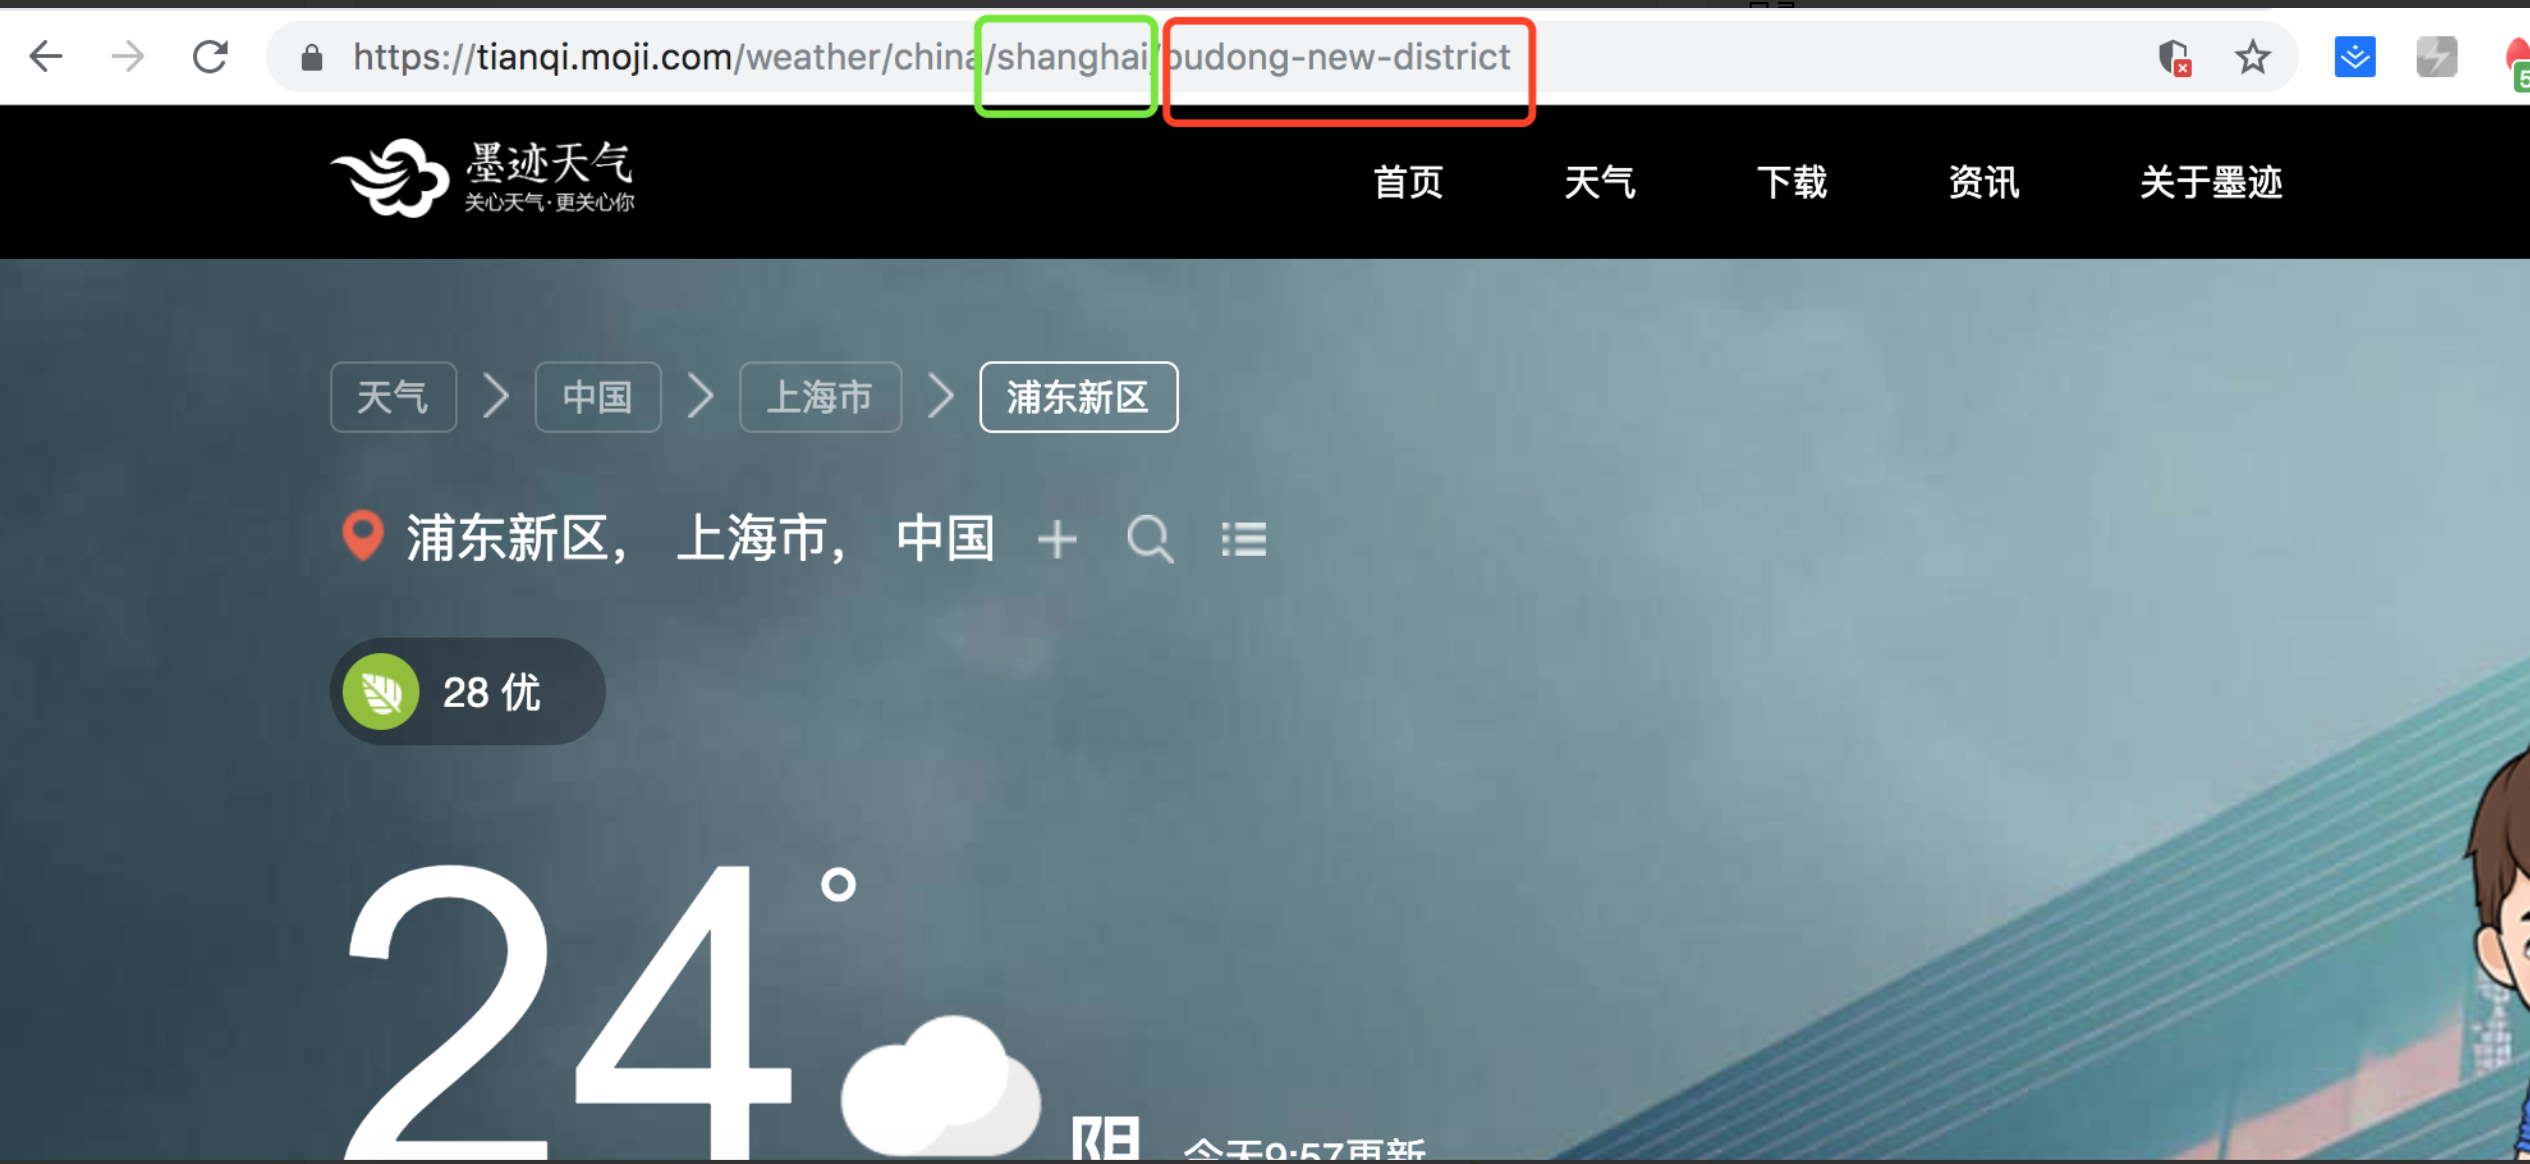 https://tianqi.moji.com/weather/china/shanghai/pudong-new-district
5
墨迹天气
关心天气·更关心你
首页 天气 下载 资讯 关于墨迹
天气 中国 上海市 浦东新区
浦东新区， 上海市， 中国
28 优
24°
阴 今天9:57更新